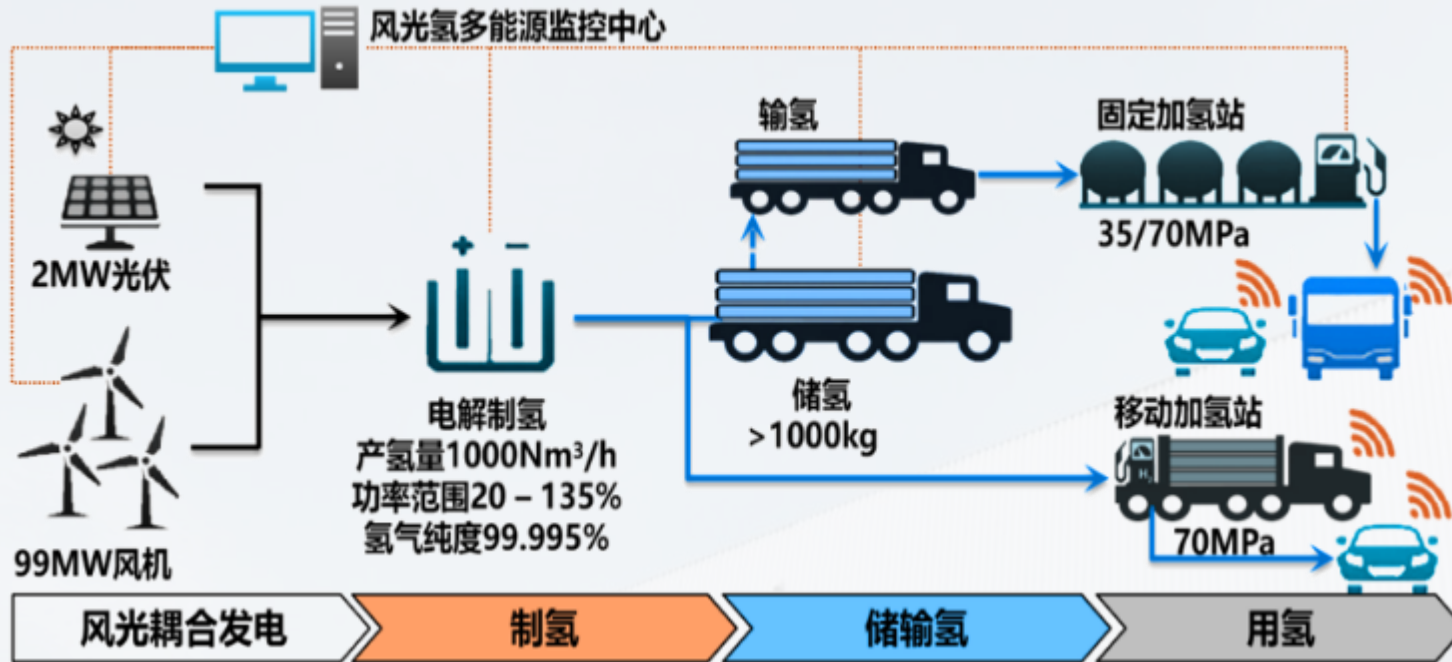 风光氢多能源监控中心
输氢
固定加氢站
35/70MPa
2MW光伏
+ −
电解制氢
产氢量1000Nm³/h
功率范围20 – 135%
氢气纯度99.995%
储氢
>1000kg
移动加氢站
H₂
70MPa
99MW风机
风光耦合发电
制氢
储输氢
用氢